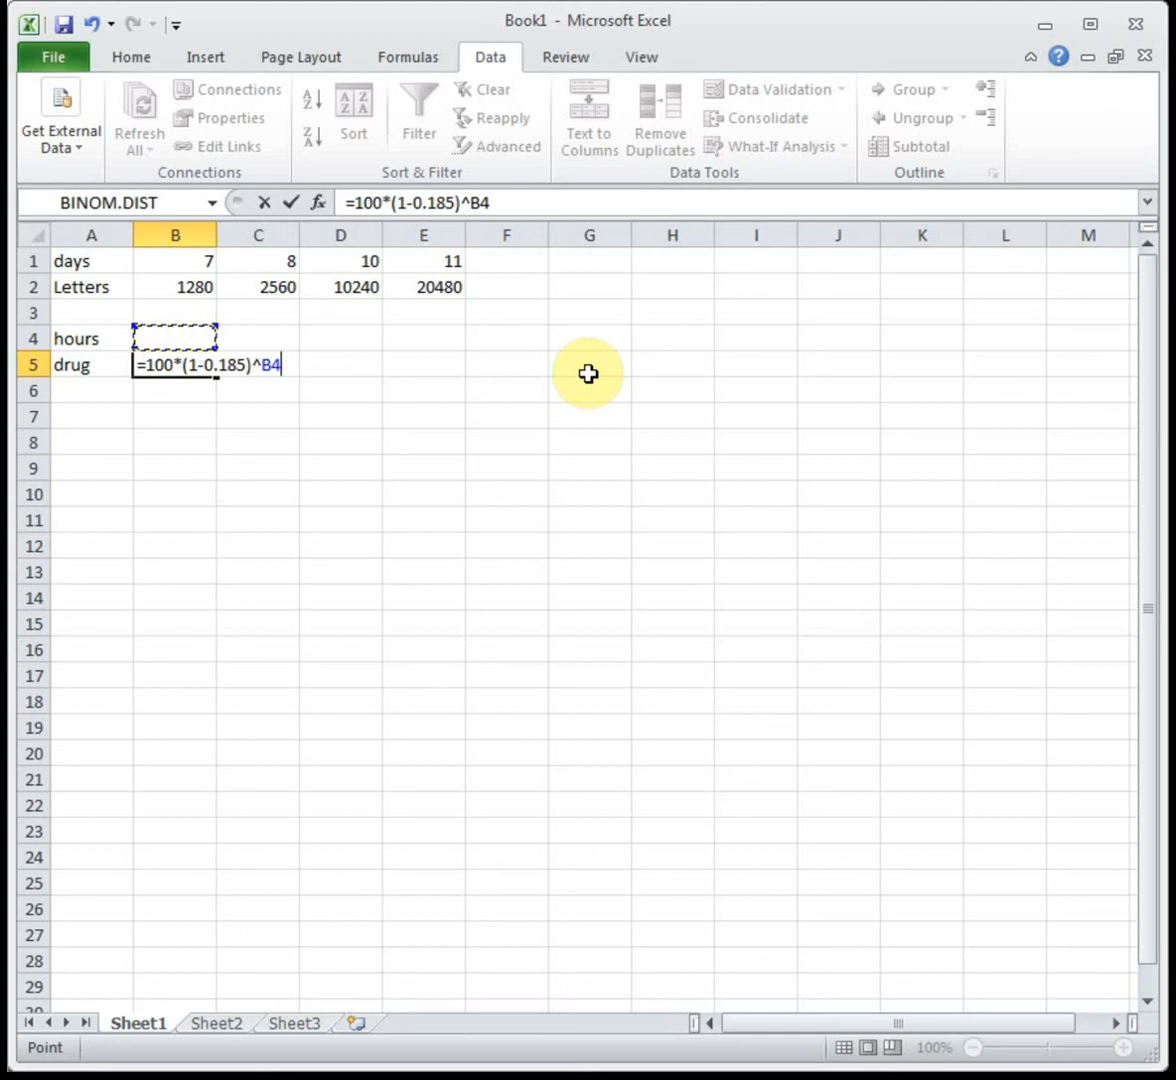 Book1 - Microsoft Excel
File Home Insert Page Layout Formulas Data Review View
Get External Data
Refresh All
Connections
Properties
Edit Links
Connections
Sort
Filter
Clear
Reapply
Advanced
Sort & Filter
Text to Columns
Remove Duplicates
Data Validation
Consolidate
What-If Analysis
Data Tools
Group
Ungroup
Subtotal
Outline
BINOM.DIST fx =100*(1-0.185)^B4
A B C D E F G H I J K L M
1 days 7 8 10 11
2 Letters 1280 2560 10240 20480
3
4 hours
5 drug =100*(1-0.185)^B4
6
7
8
9
10
11
12
13
14
15
16
17
18
19
20
21
22
23
24
25
26
27
28
29
30
Sheet1 Sheet2 Sheet3
Point 100%